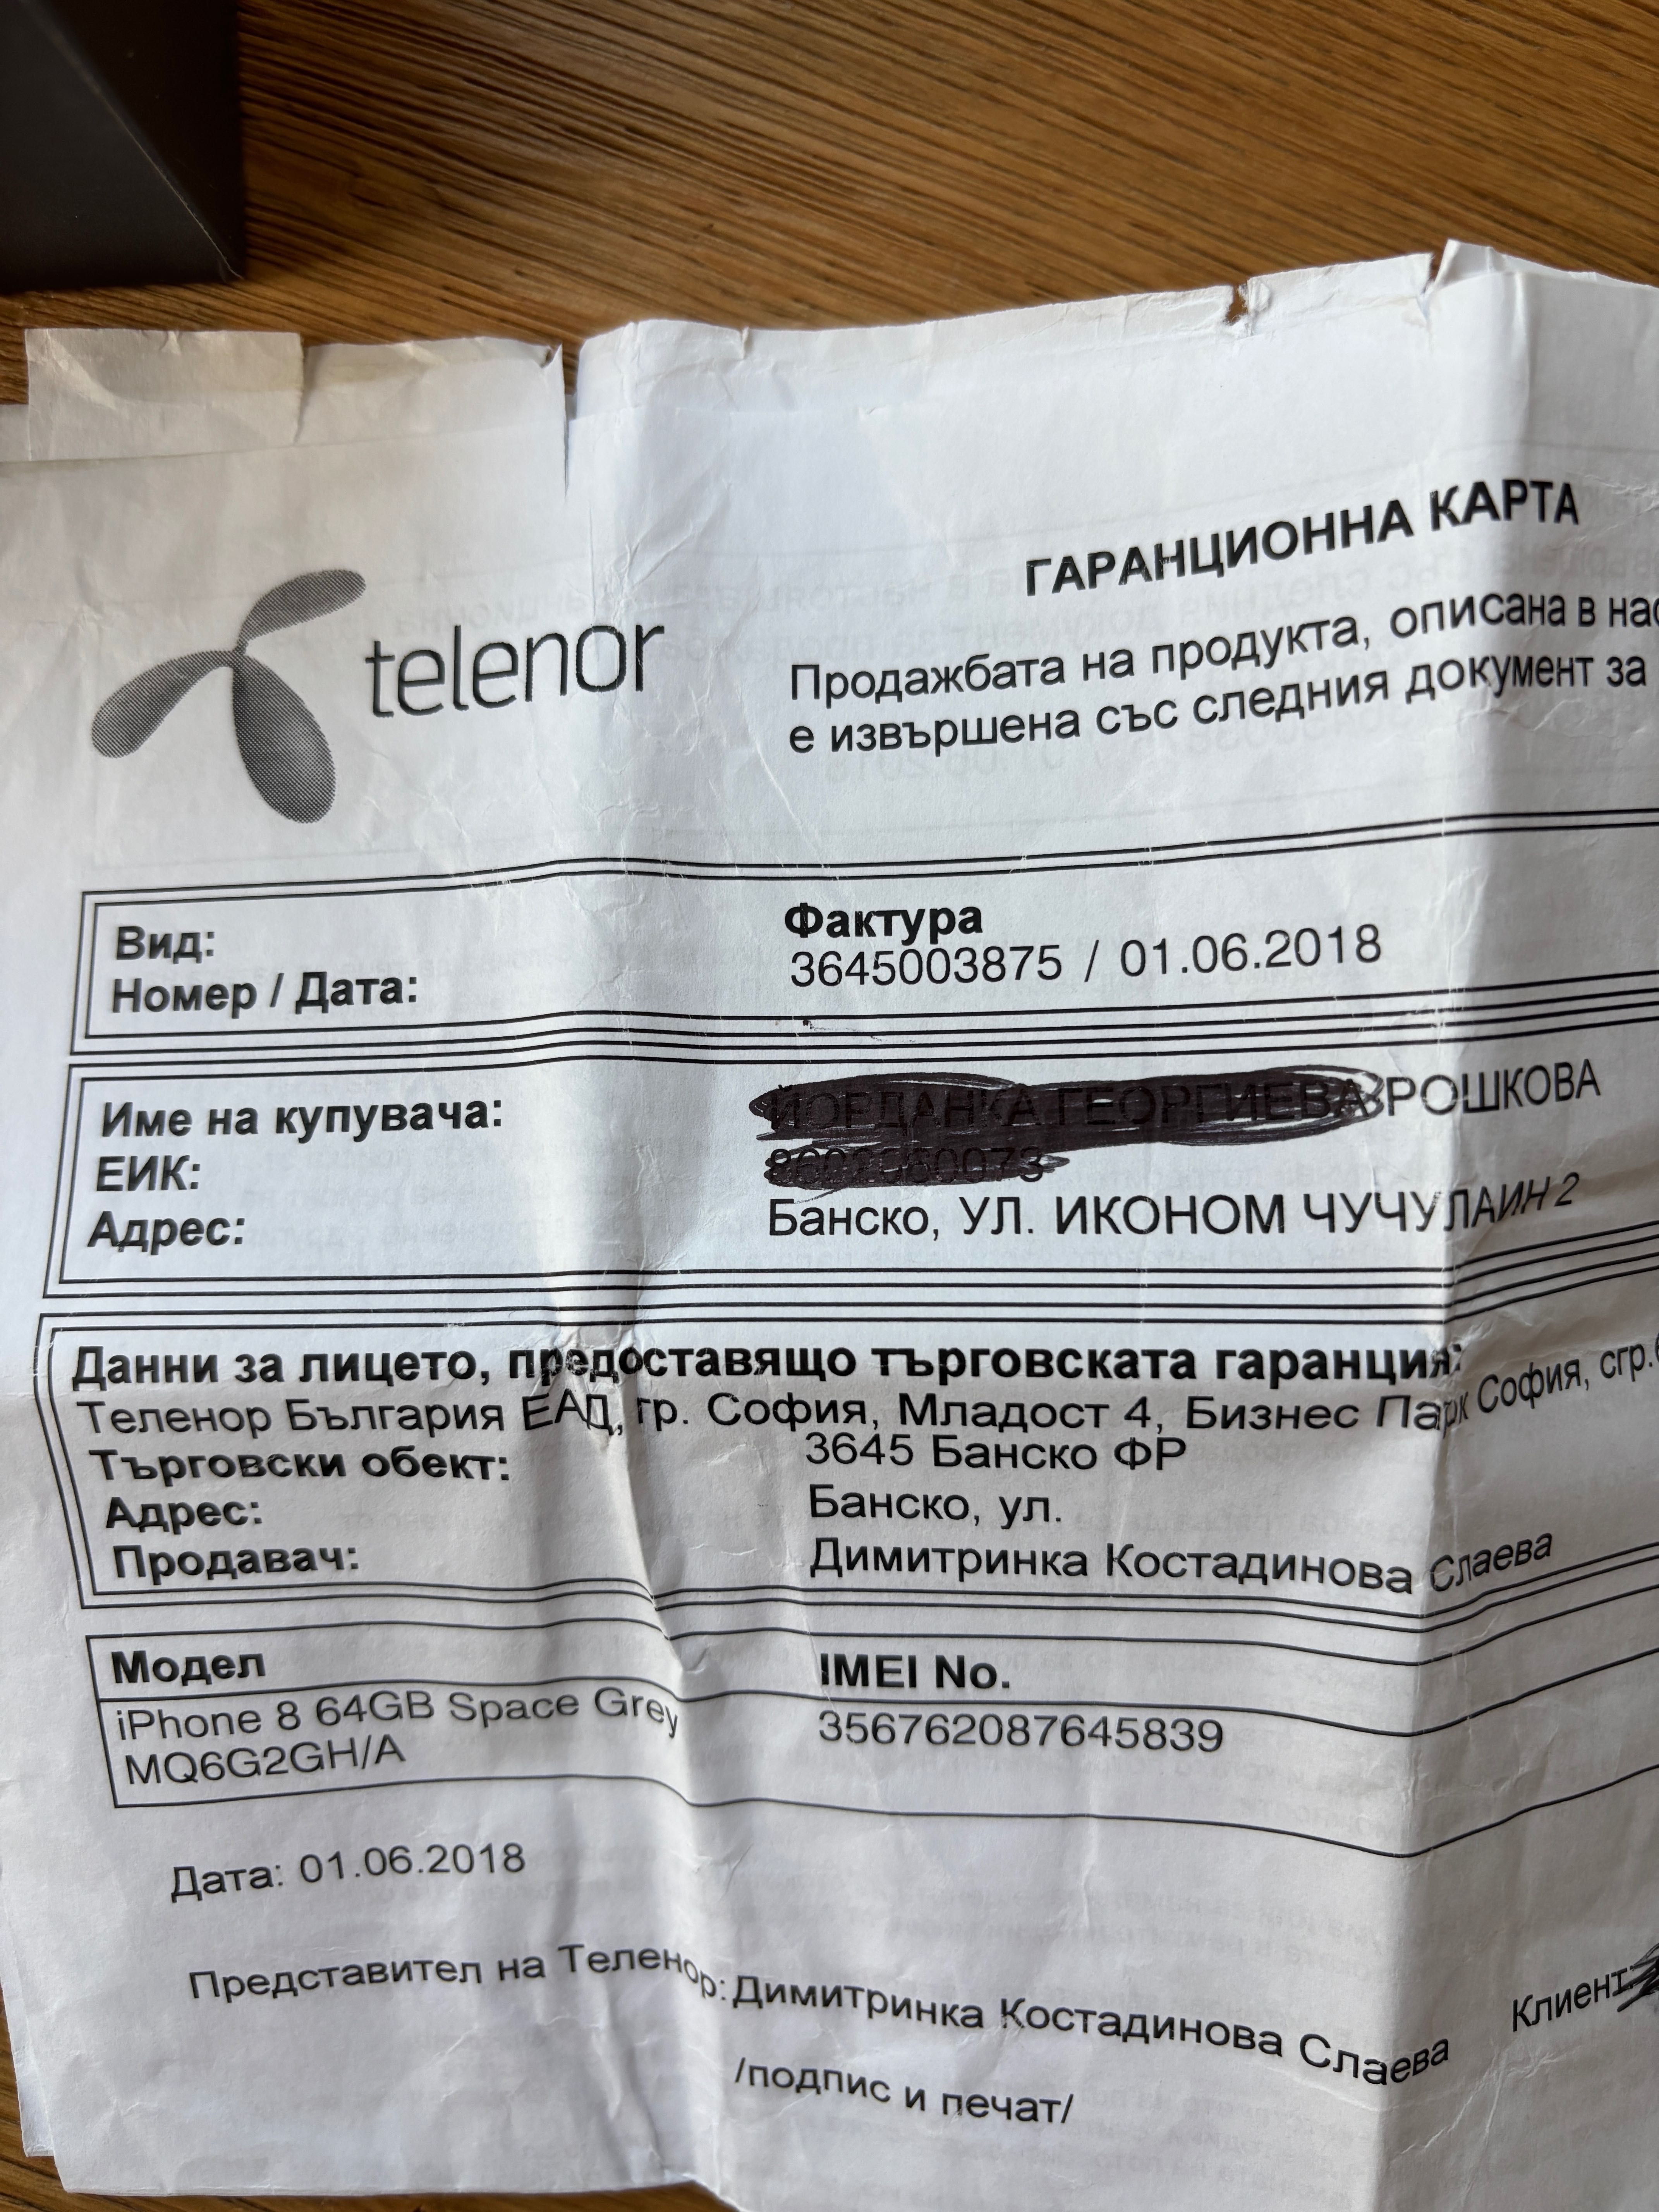 telenor
ГАРАНЦИОННА КАРТА
Продажбата на продукта, описана в
е извършена със следния документ за
Вид: Фактура
Номер / Дата: 3645003875 / 01.06.2018
Име на купувача: РОШКОВА
ЕИК:
Адрес: Банско, УЛ. ИКОНОМ ЧУЧУЛАИН 2
Данни за лицето, предоставящо търговската гаранция:
Теленор България ЕАД, гр. София, Младост 4, Бизнес Парк София, сгр.
Търговски обект: 3645 Банско ФР
Адрес: Банско, ул.
Продавач: Димитринка Костадинова Слаева
Модел IMEI No.
iPhone 8 64GB Space Grey 356762087645839
MQ6G2GH/A
Дата: 01.06.2018
Представител на Теленор: Димитринка Костадинова Слаева Клиент
/подпис и печат/